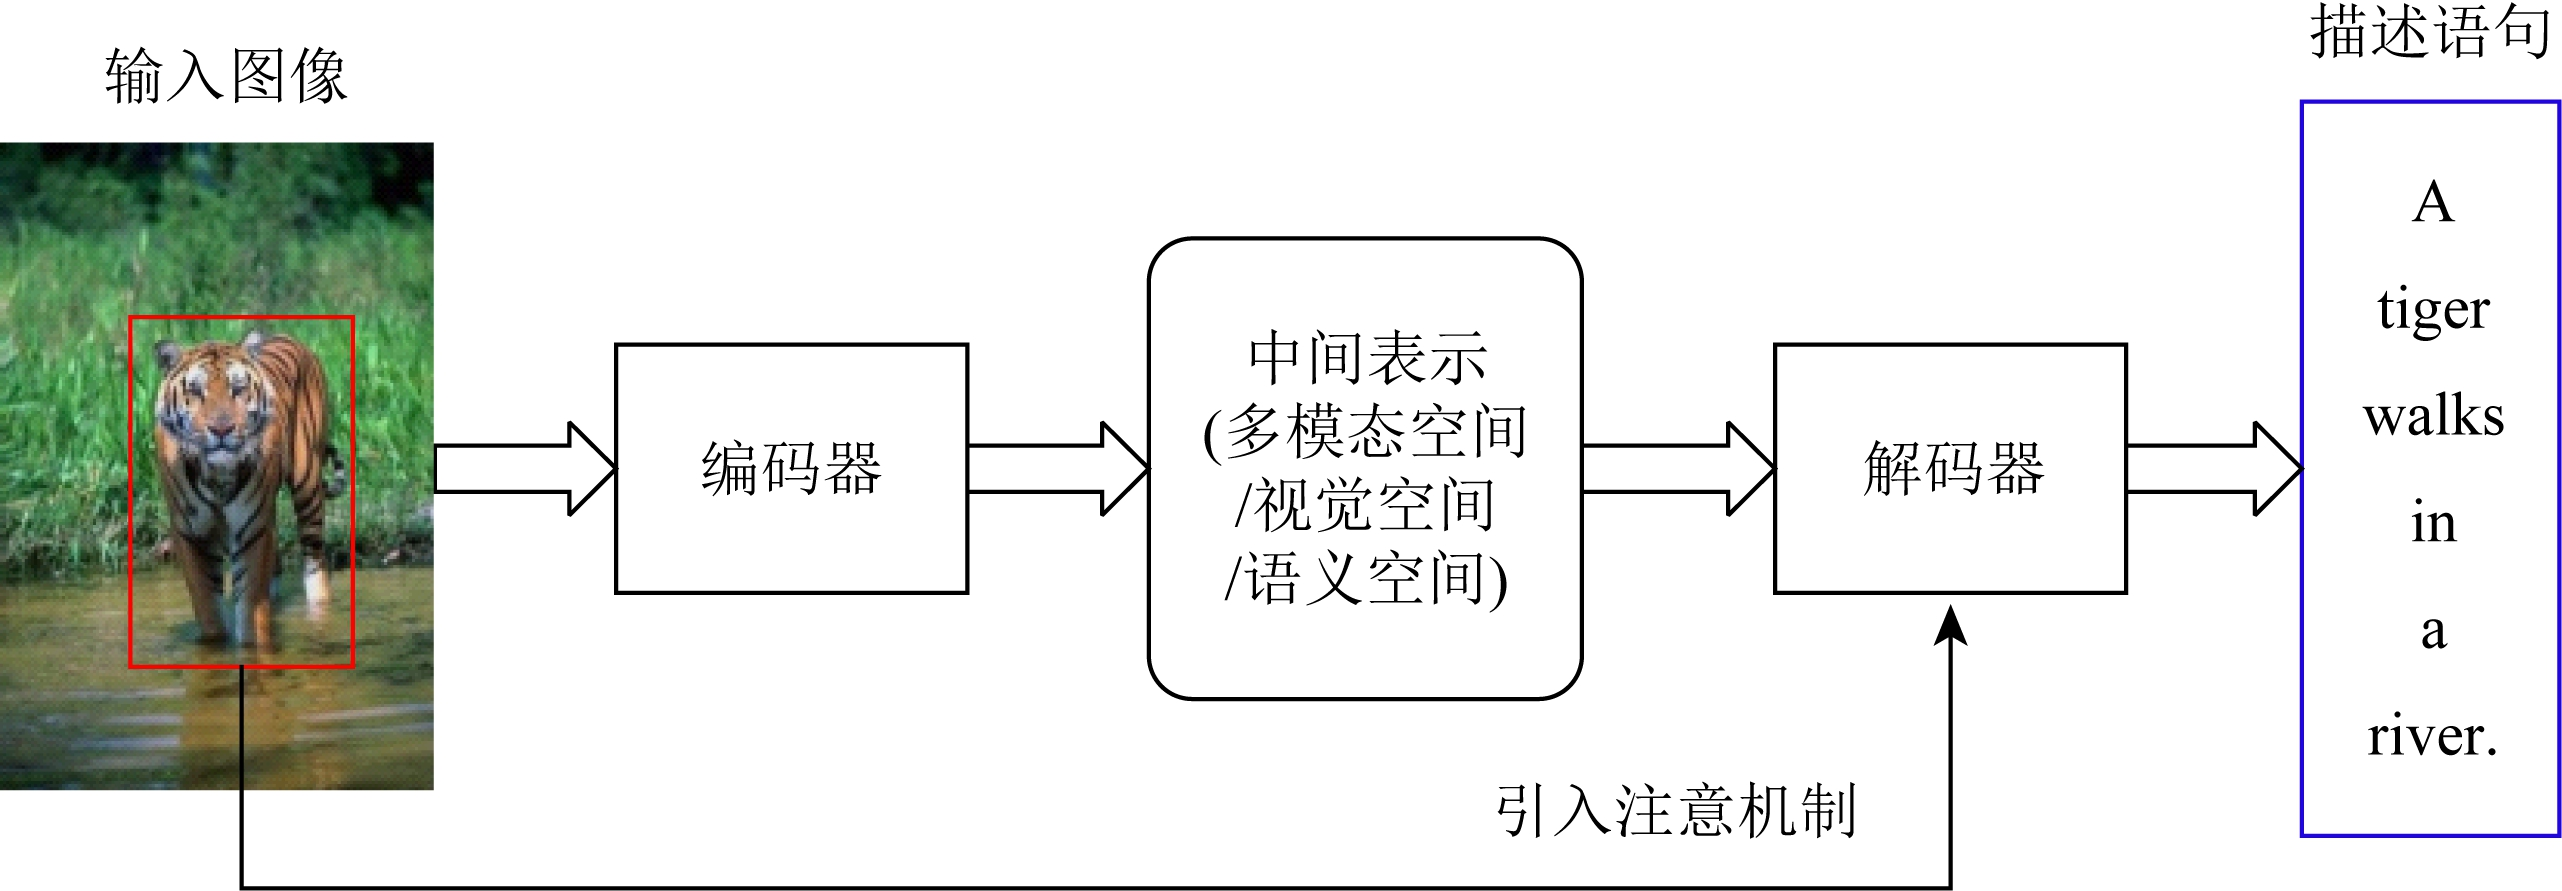 输入图像
编码器
中间表示
(多模态空间
/视觉空间
/语义空间)
解码器
引入注意机制
描述语句
A
tiger
walks
in
a
river.